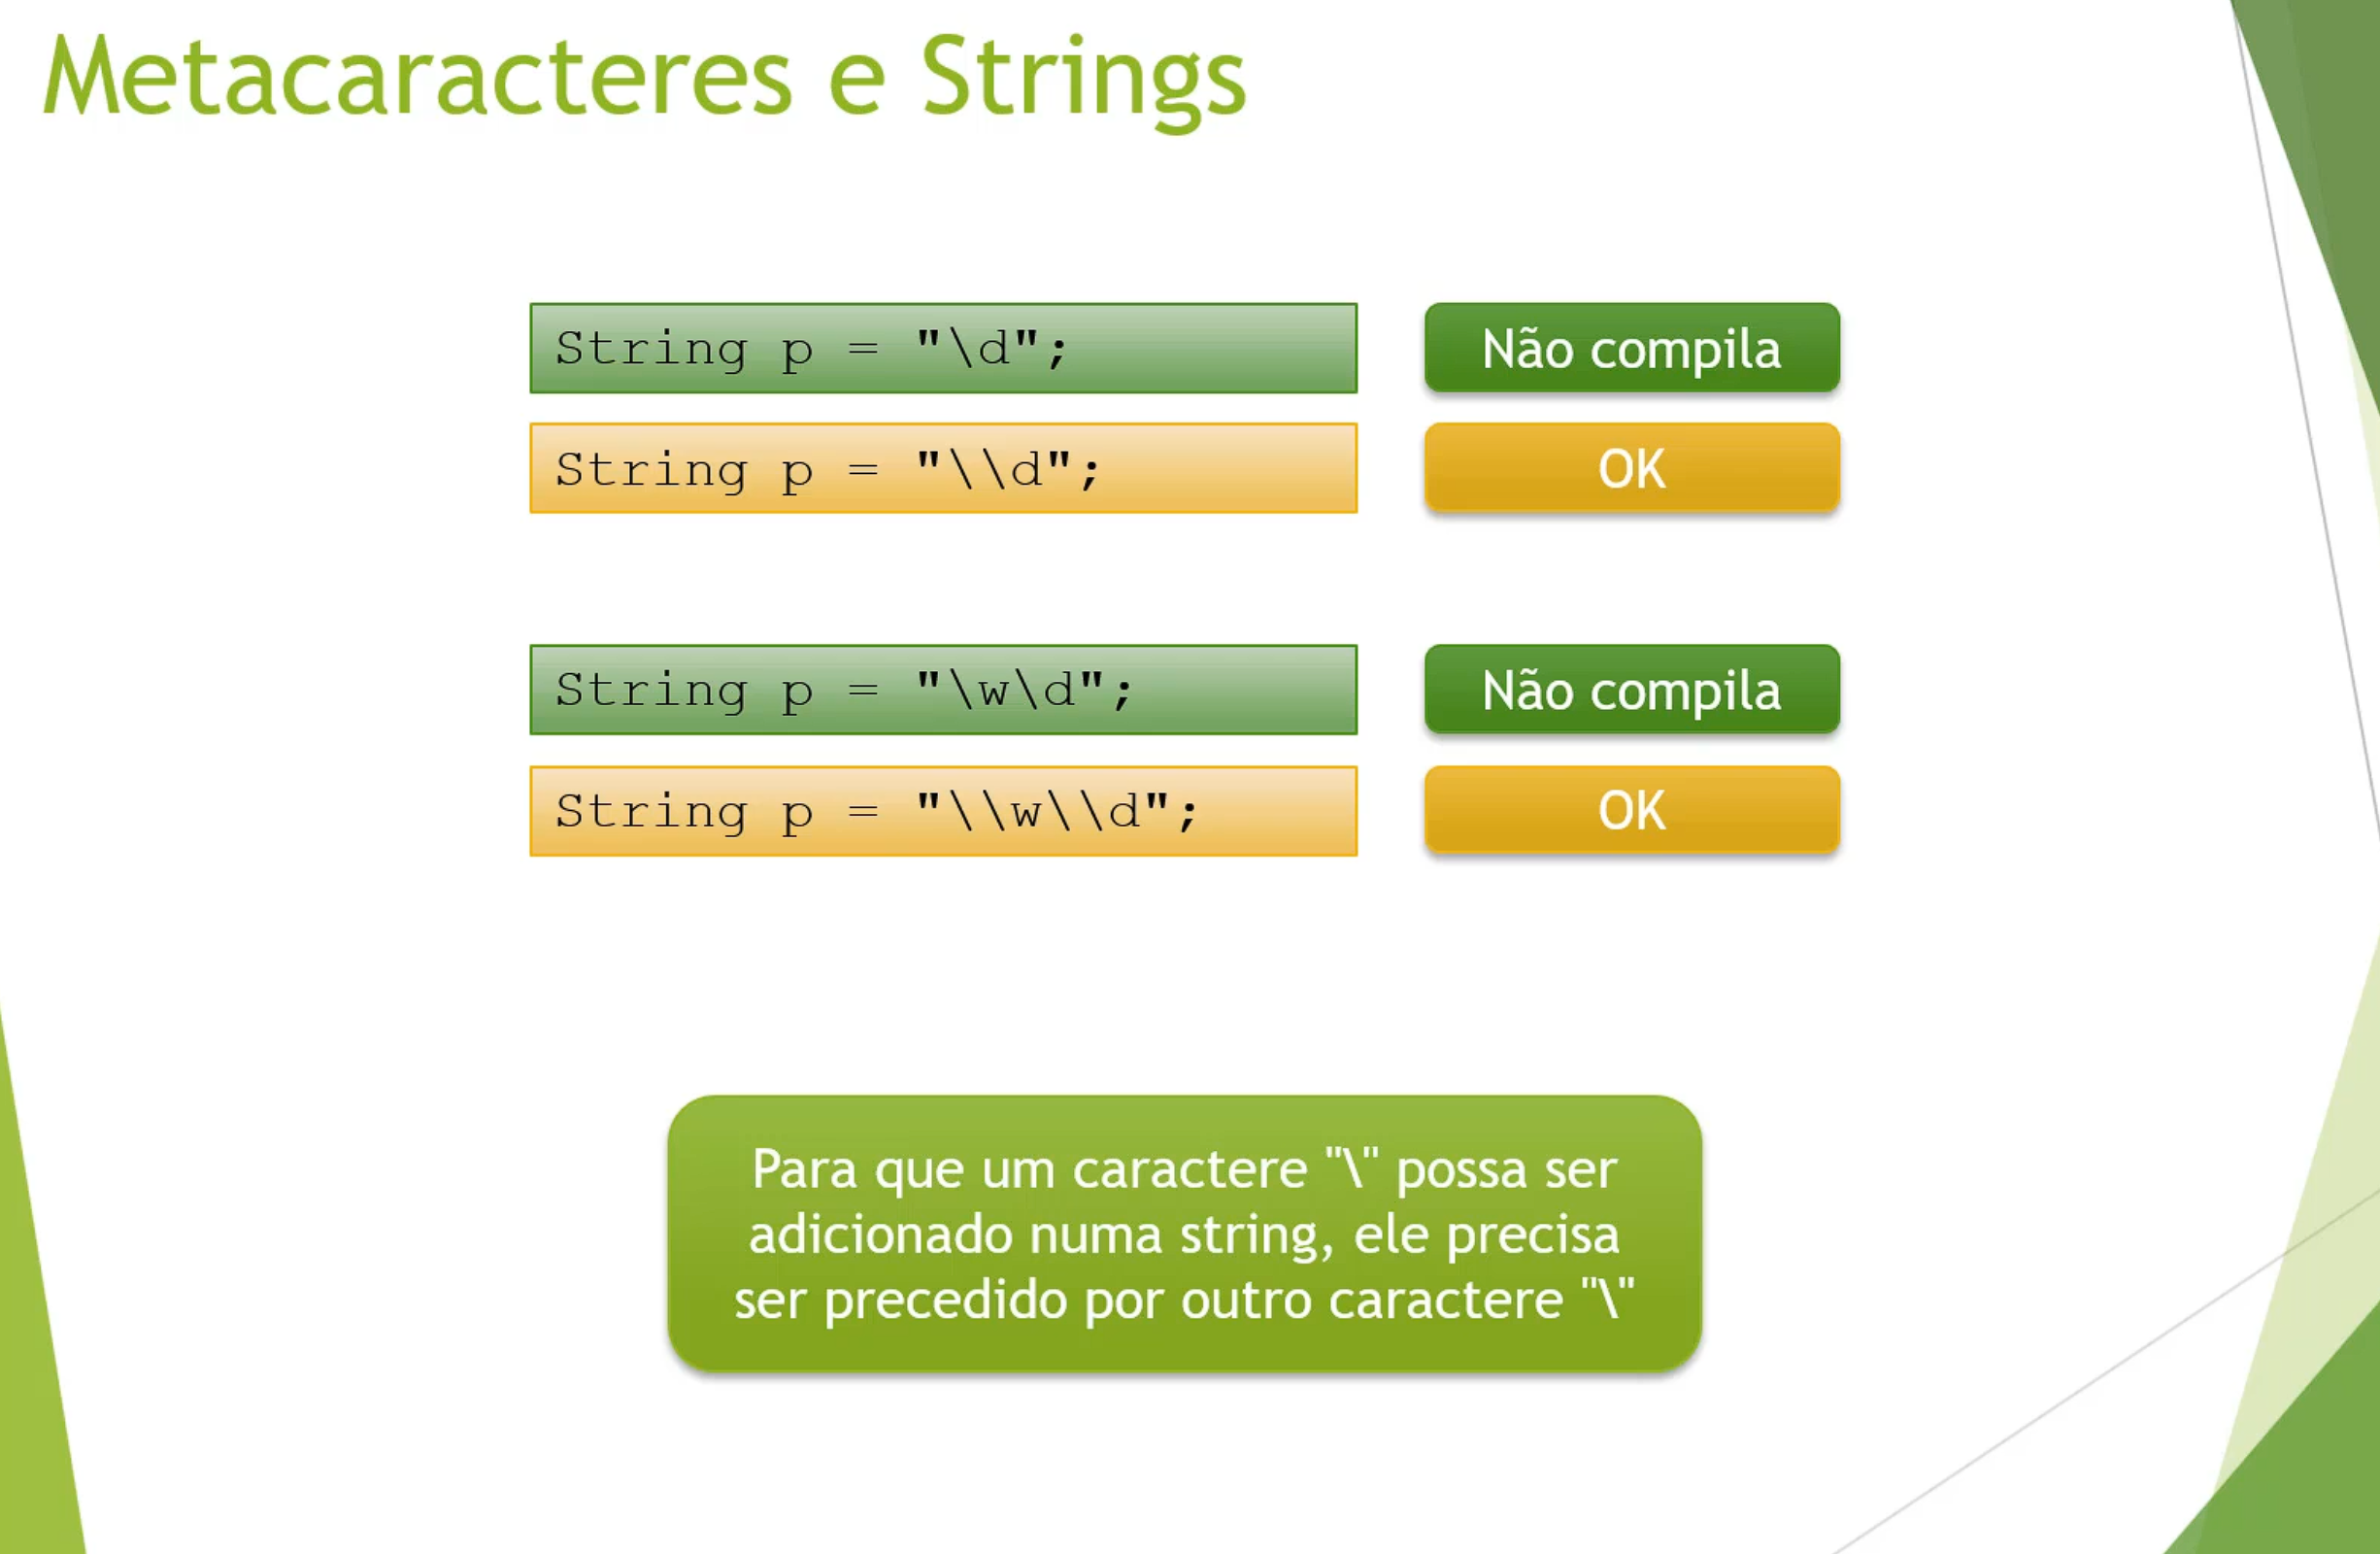 Metacaracteres e Strings
String p = "\d";
Não compila
String p = "\\d";
OK
String p = "\w\d";
Não compila
String p = "\\w\\d";
OK
Para que um caractere "\" possa ser
adicionado numa string, ele precisa
ser precedido por outro caractere "\"